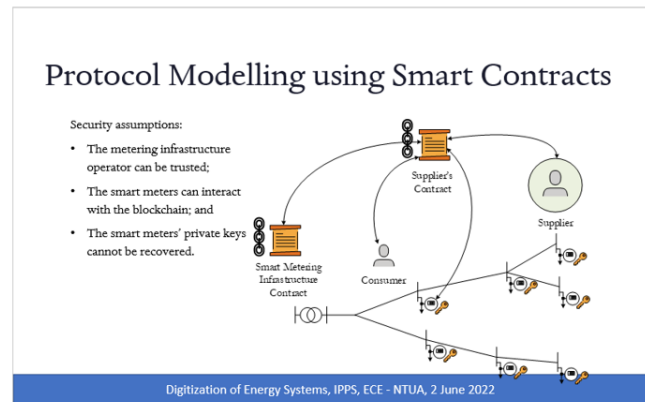 Protocol Modelling using Smart Contracts
Security assumptions:
• The metering infrastructure
operator can be trusted;
• The smart meters can interact
with the blockchain; and
• The smart meters' private keys
cannot be recovered.
Supplier's
Contract
Supplier
Smart Metering
Infrastructure
Contract
Consumer
Digitization of Energy Systems, IPPS, ECE - NTUA, 2 June 2022